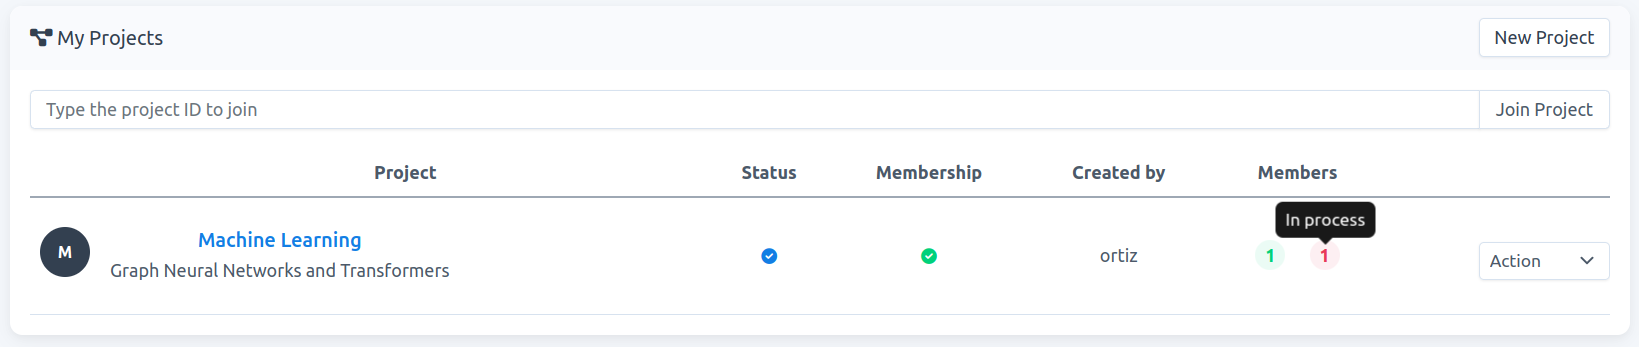 My Projects
New Project
Type the project ID to join
Join Project
Project Status Membership Created by Members
In process
M
Machine Learning
Graph Neural Networks and Transformers
ortiz
1 1
Action